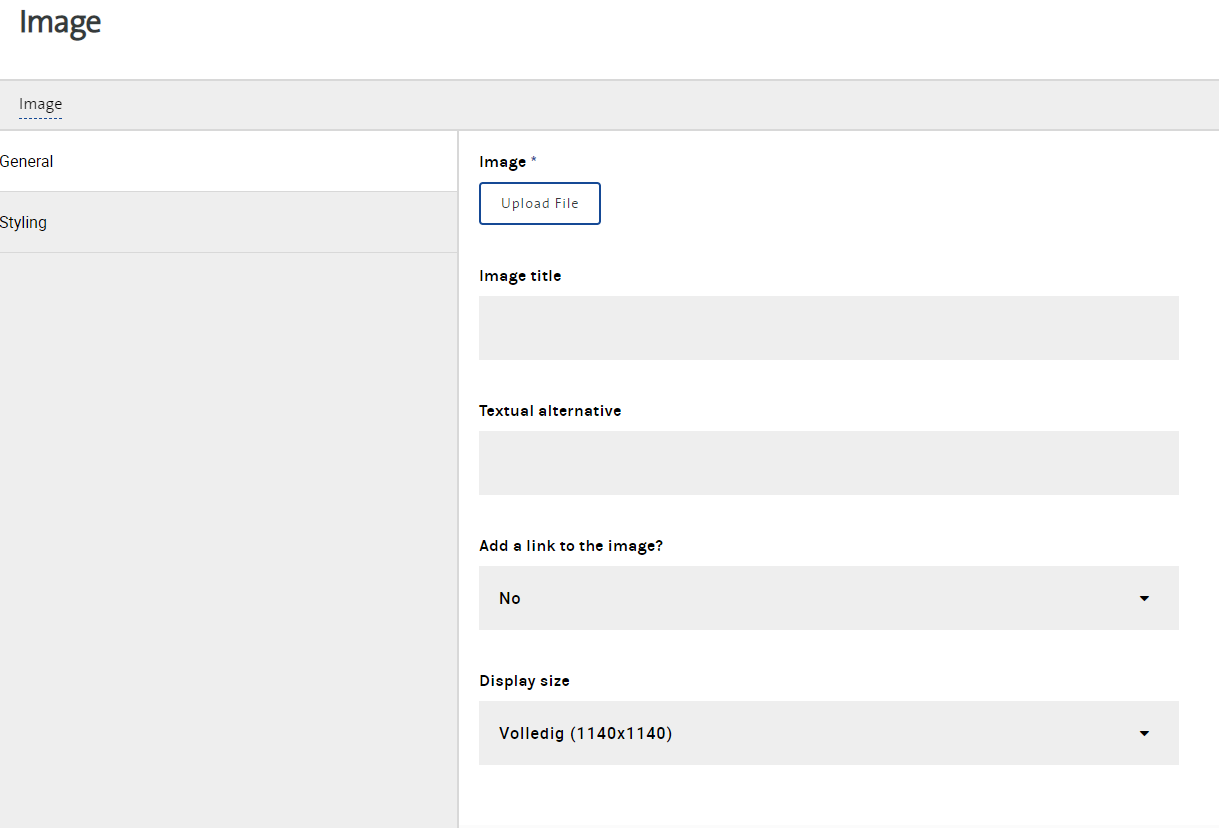 Image
Image
General
Styling
Image *
Upload File
Image title
Textual alternative
Add a link to the image?
No
Display size
Volledig (1140x1140)